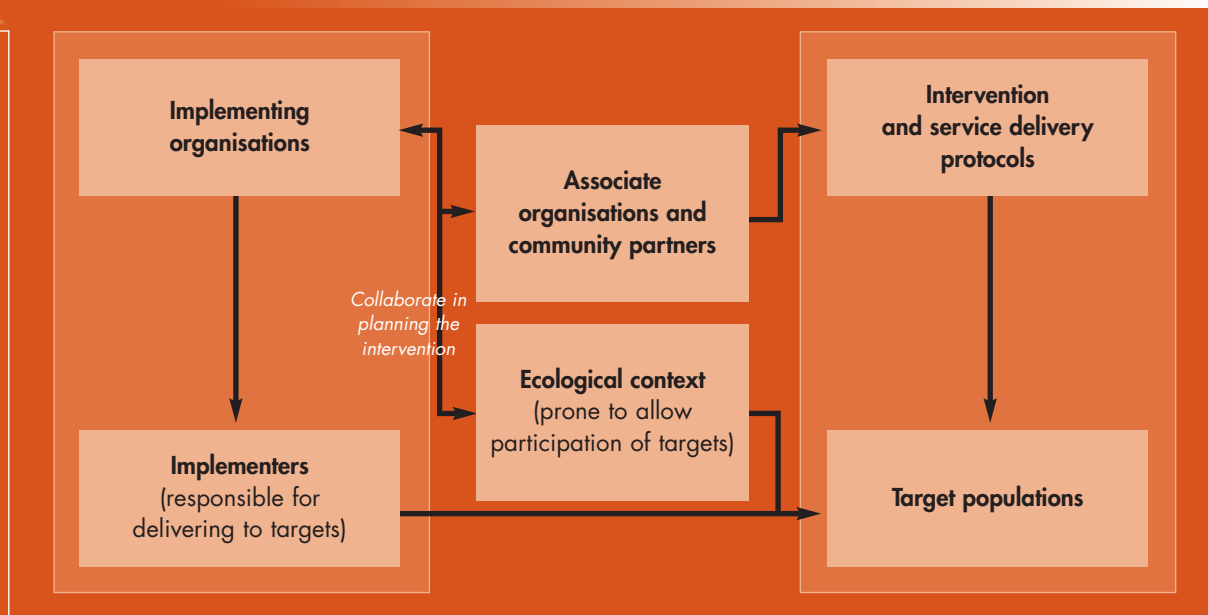 Implementing
organisations
Associate
organisations and
community partners
Intervention
and service delivery
protocols
Collaborate in
planning the
intervention
Ecological context
(prone to allow
participation of targets)
Implementers
(responsible for
delivering to targets)
Target populations